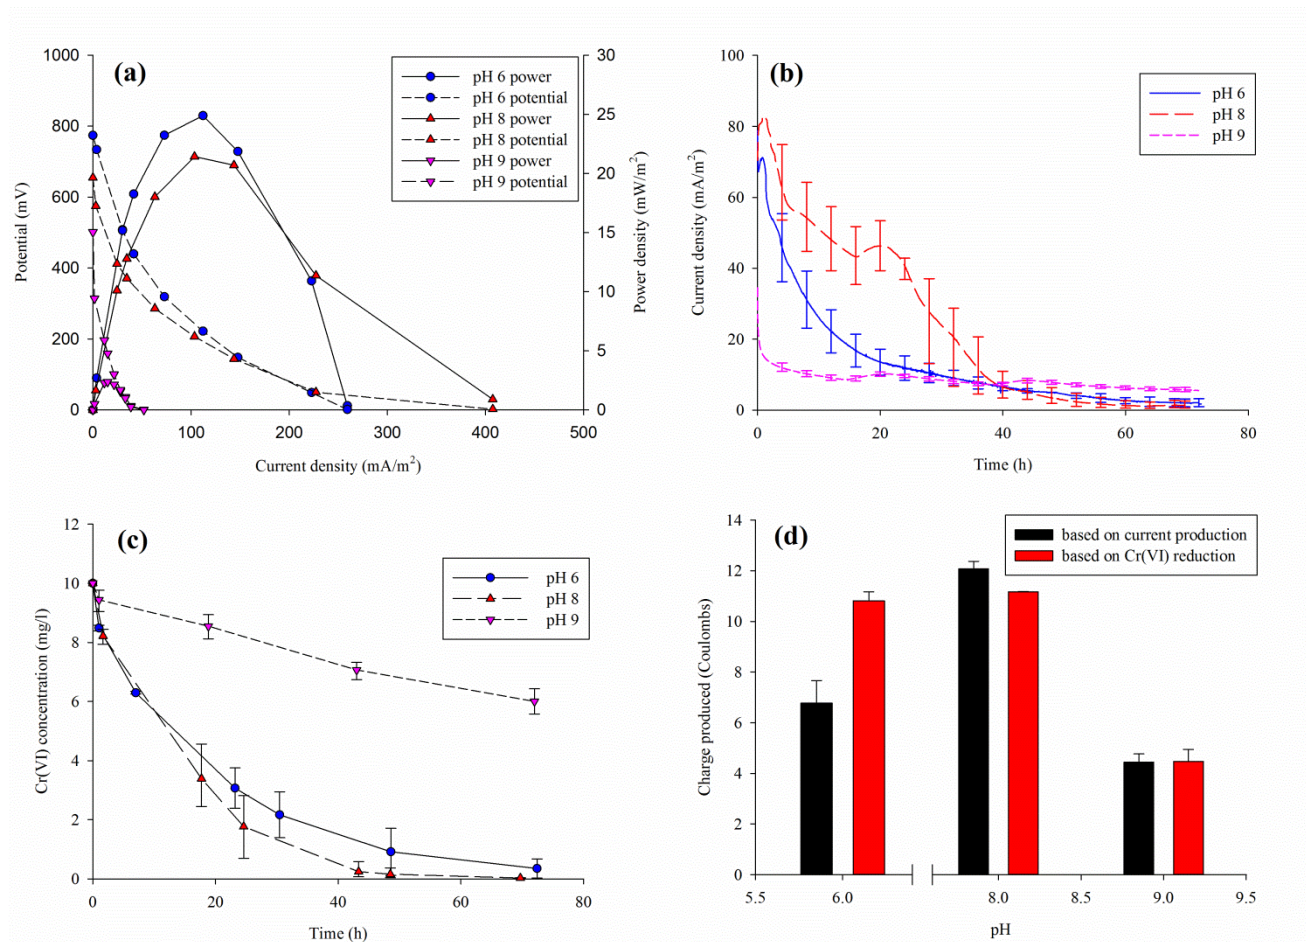 (a)
1000
800
600
400
200
0
Potential (mV)
30
25
20
15
10
5
0
Power density (mW/m²)
pH 6 power
pH 6 potential
pH 8 power
pH 8 potential
pH 9 power
pH 9 potential
0 100 200 300 400 500
Current density (mA/m²)
(b)
100
80
60
40
20
0
Current density (mA/m²)
pH 6
pH 8
pH 9
0 20 40 60 80
Time (h)
(c)
12
10
8
6
4
2
0
Cr(VI) concentration (mg/l)
pH 6
pH 8
pH 9
0 20 40 60 80
Time (h)
(d)
14
12
10
8
6
4
2
0
Charge produced (Coulombs)
based on current production
based on Cr(VI) reduction
5.5 6.0 8.0 8.5 9.0 9.5
pH